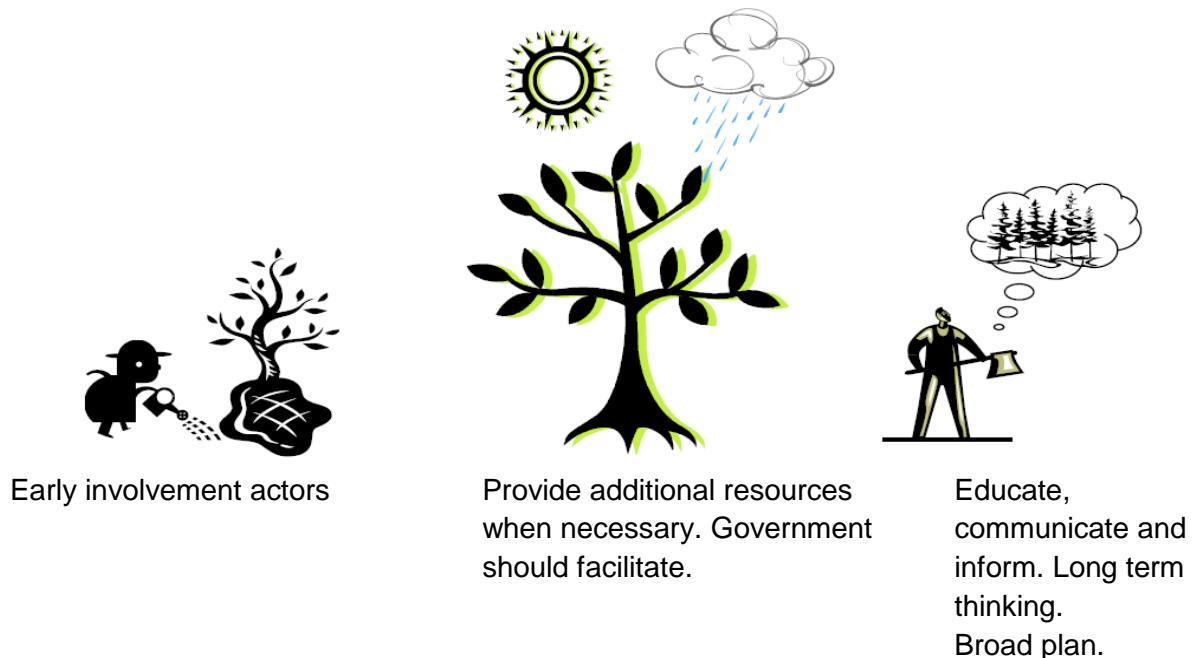 Early involvement actors
Provide additional resources
when necessary. Government
should facilitate.
Educate,
communicate and
inform. Long term
thinking.
Broad plan.